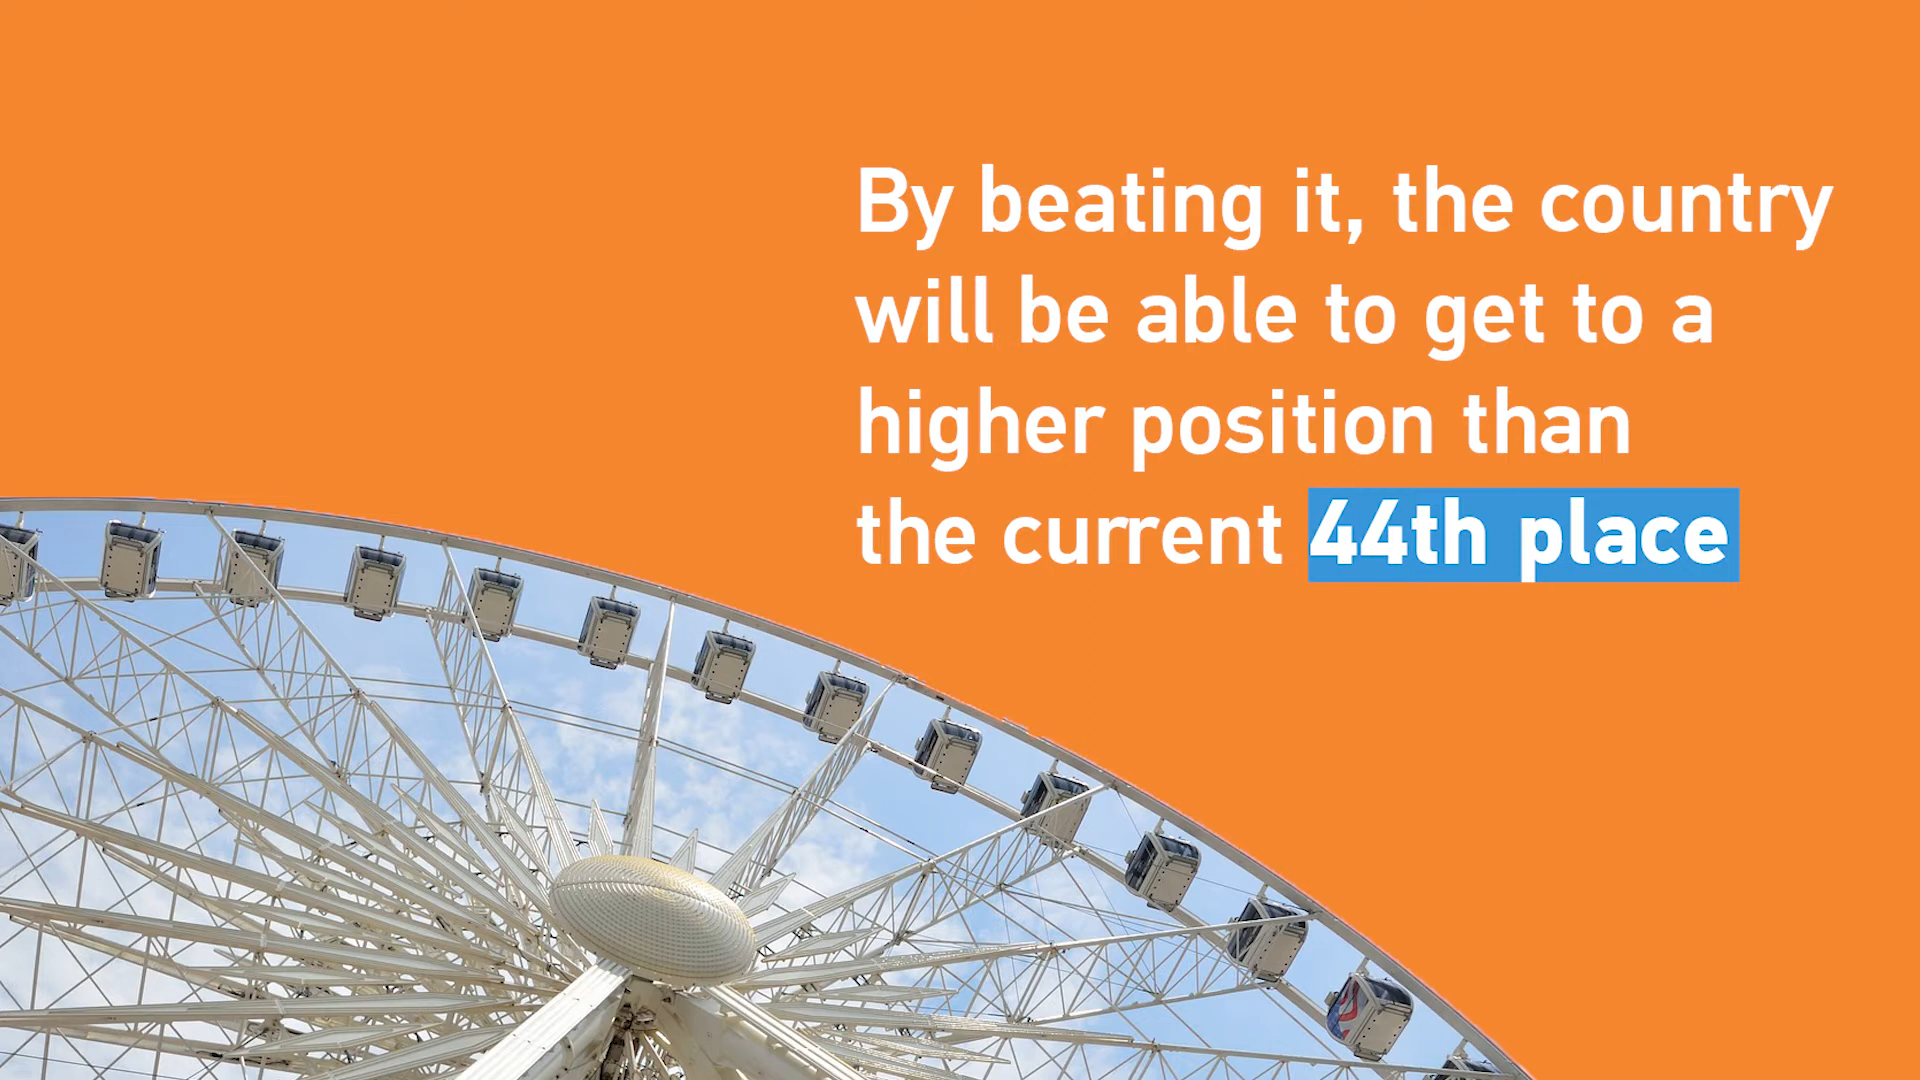 By beating it, the country
will be able to get to a
higher position than
the current 44th place